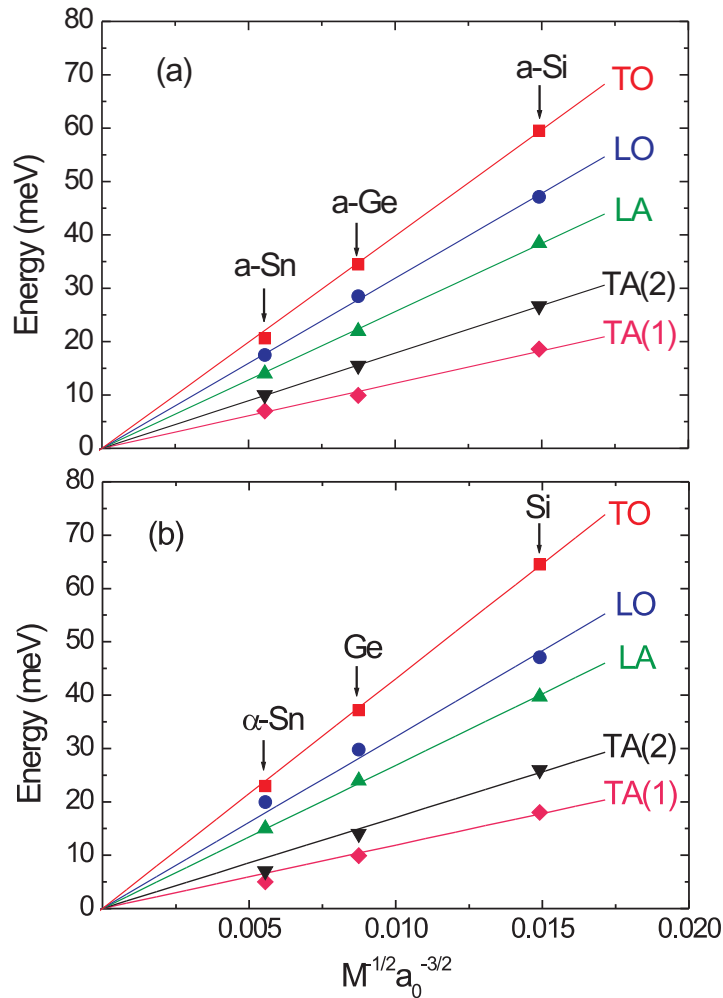 80
70
60
50
40
30
20
10
0
Energy (meV)
(a)
a-Sn
a-Ge
a-Si
TO
LO
LA
TA(2)
TA(1)
80
70
60
50
40
30
20
10
0
Energy (meV)
(b)
α-Sn
Ge
Si
TO
LO
LA
TA(2)
TA(1)
0.005
0.010
0.015
0.020
M^-1/2 a_0^-3/2